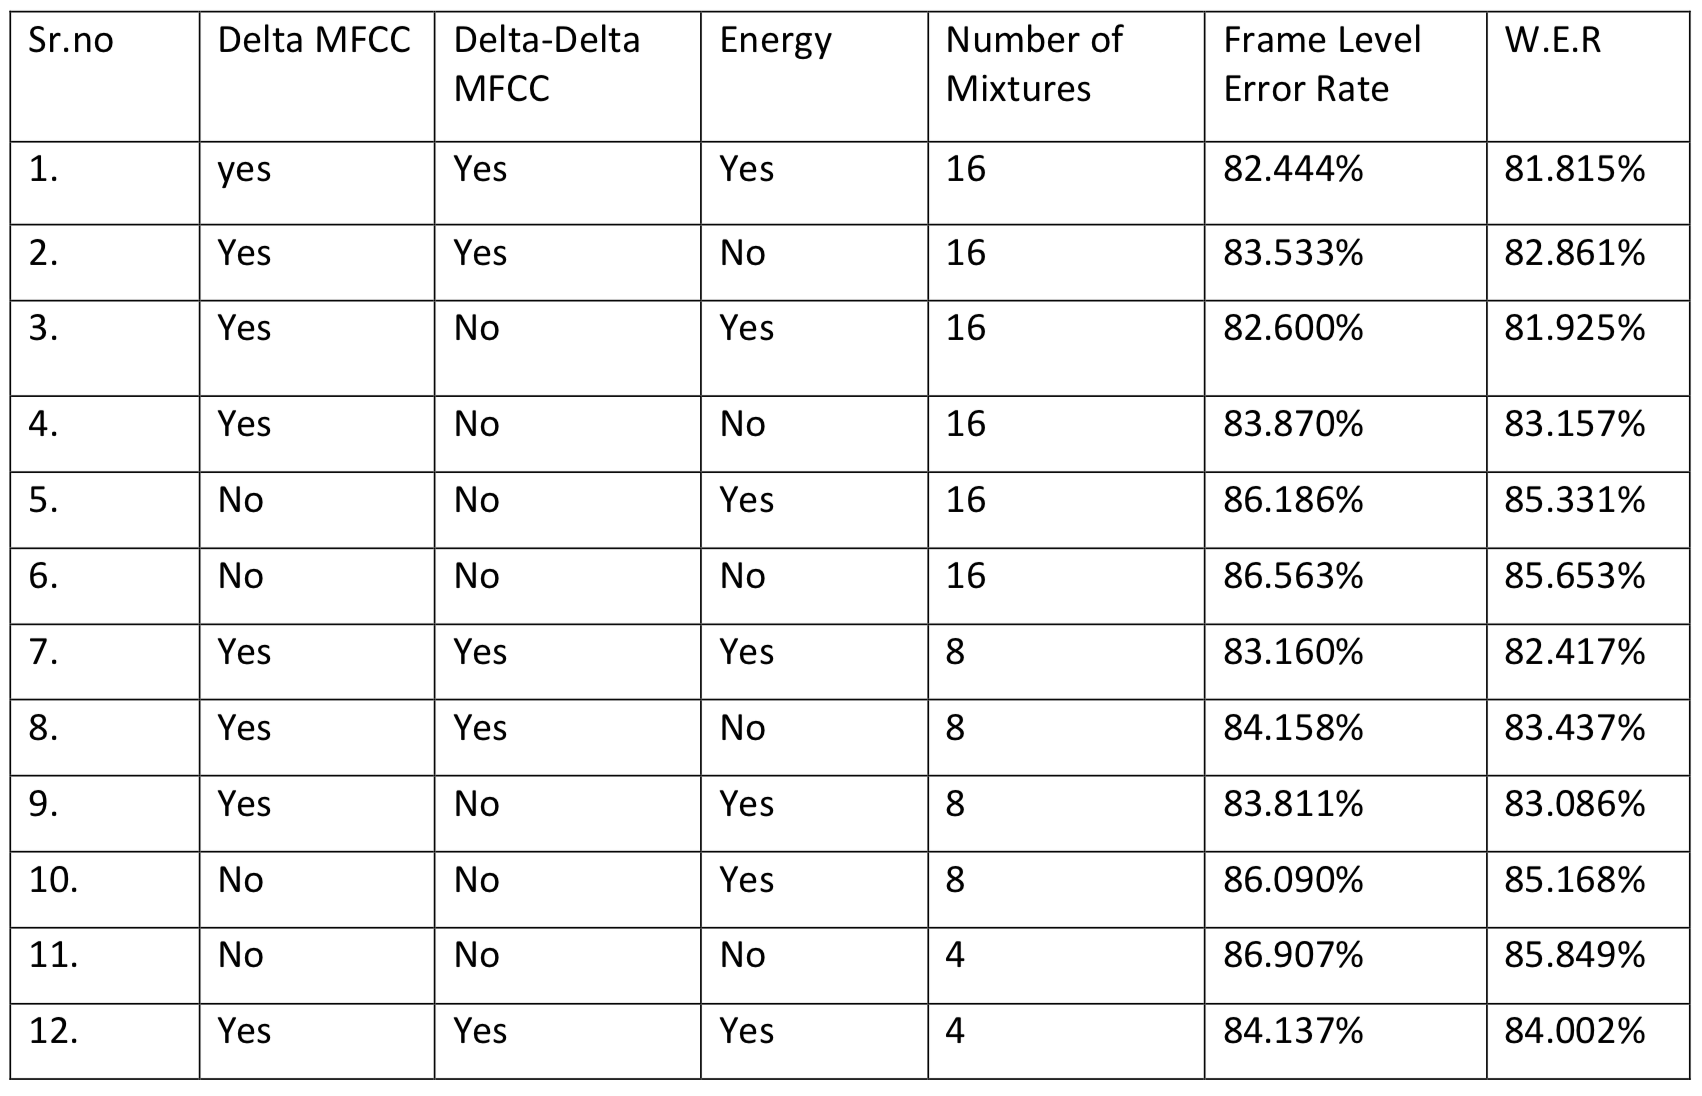 Sr.no Delta MFCC Delta-Delta MFCC Energy Number of Mixtures Frame Level Error Rate W.E.R
1. yes Yes Yes 16 82.444% 81.815%
2. Yes Yes No 16 83.533% 82.861%
3. Yes No Yes 16 82.600% 81.925%
4. Yes No No 16 83.870% 83.157%
5. No No Yes 16 86.186% 85.331%
6. No No No 16 86.563% 85.653%
7. Yes Yes Yes 8 83.160% 82.417%
8. Yes Yes No 8 84.158% 83.437%
9. Yes No Yes 8 83.811% 83.086%
10. No No Yes 8 86.090% 85.168%
11. No No No 4 86.907% 85.849%
12. Yes Yes Yes 4 84.137% 84.002%